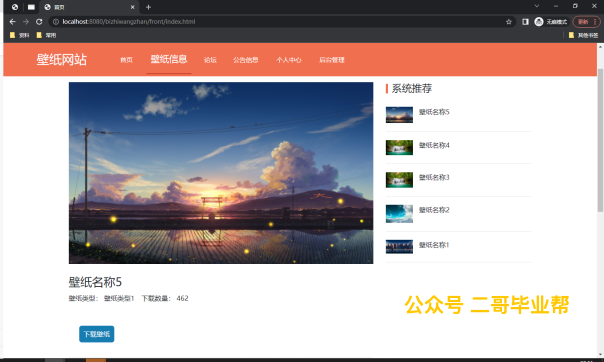 首页
localhost:8080/bizhiwangzhan/front/index.html
无痕模式
更新
资料
常用
其他书签
壁纸网站
首页
壁纸信息
论坛
公告信息
个人中心
后台管理
系统推荐
壁纸名称5
壁纸名称4
壁纸名称3
壁纸名称2
壁纸名称1
壁纸名称5
壁纸类型: 壁纸类型1 下载数量: 462
公众号 二哥毕业帮
下载壁纸